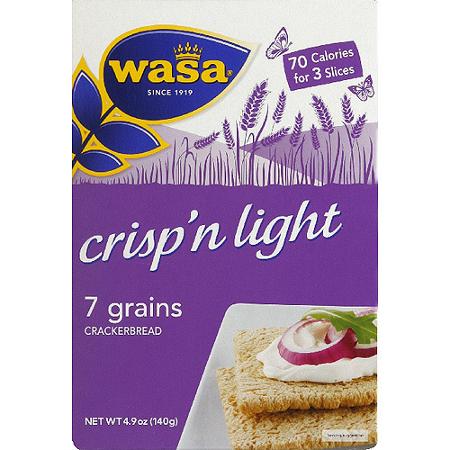 wasa®
SINCE 1919
70 Calories
for 3 Slices
crisp'n light
7 grains
CRACKERBREAD
NET WT 4.9 oz (140g)